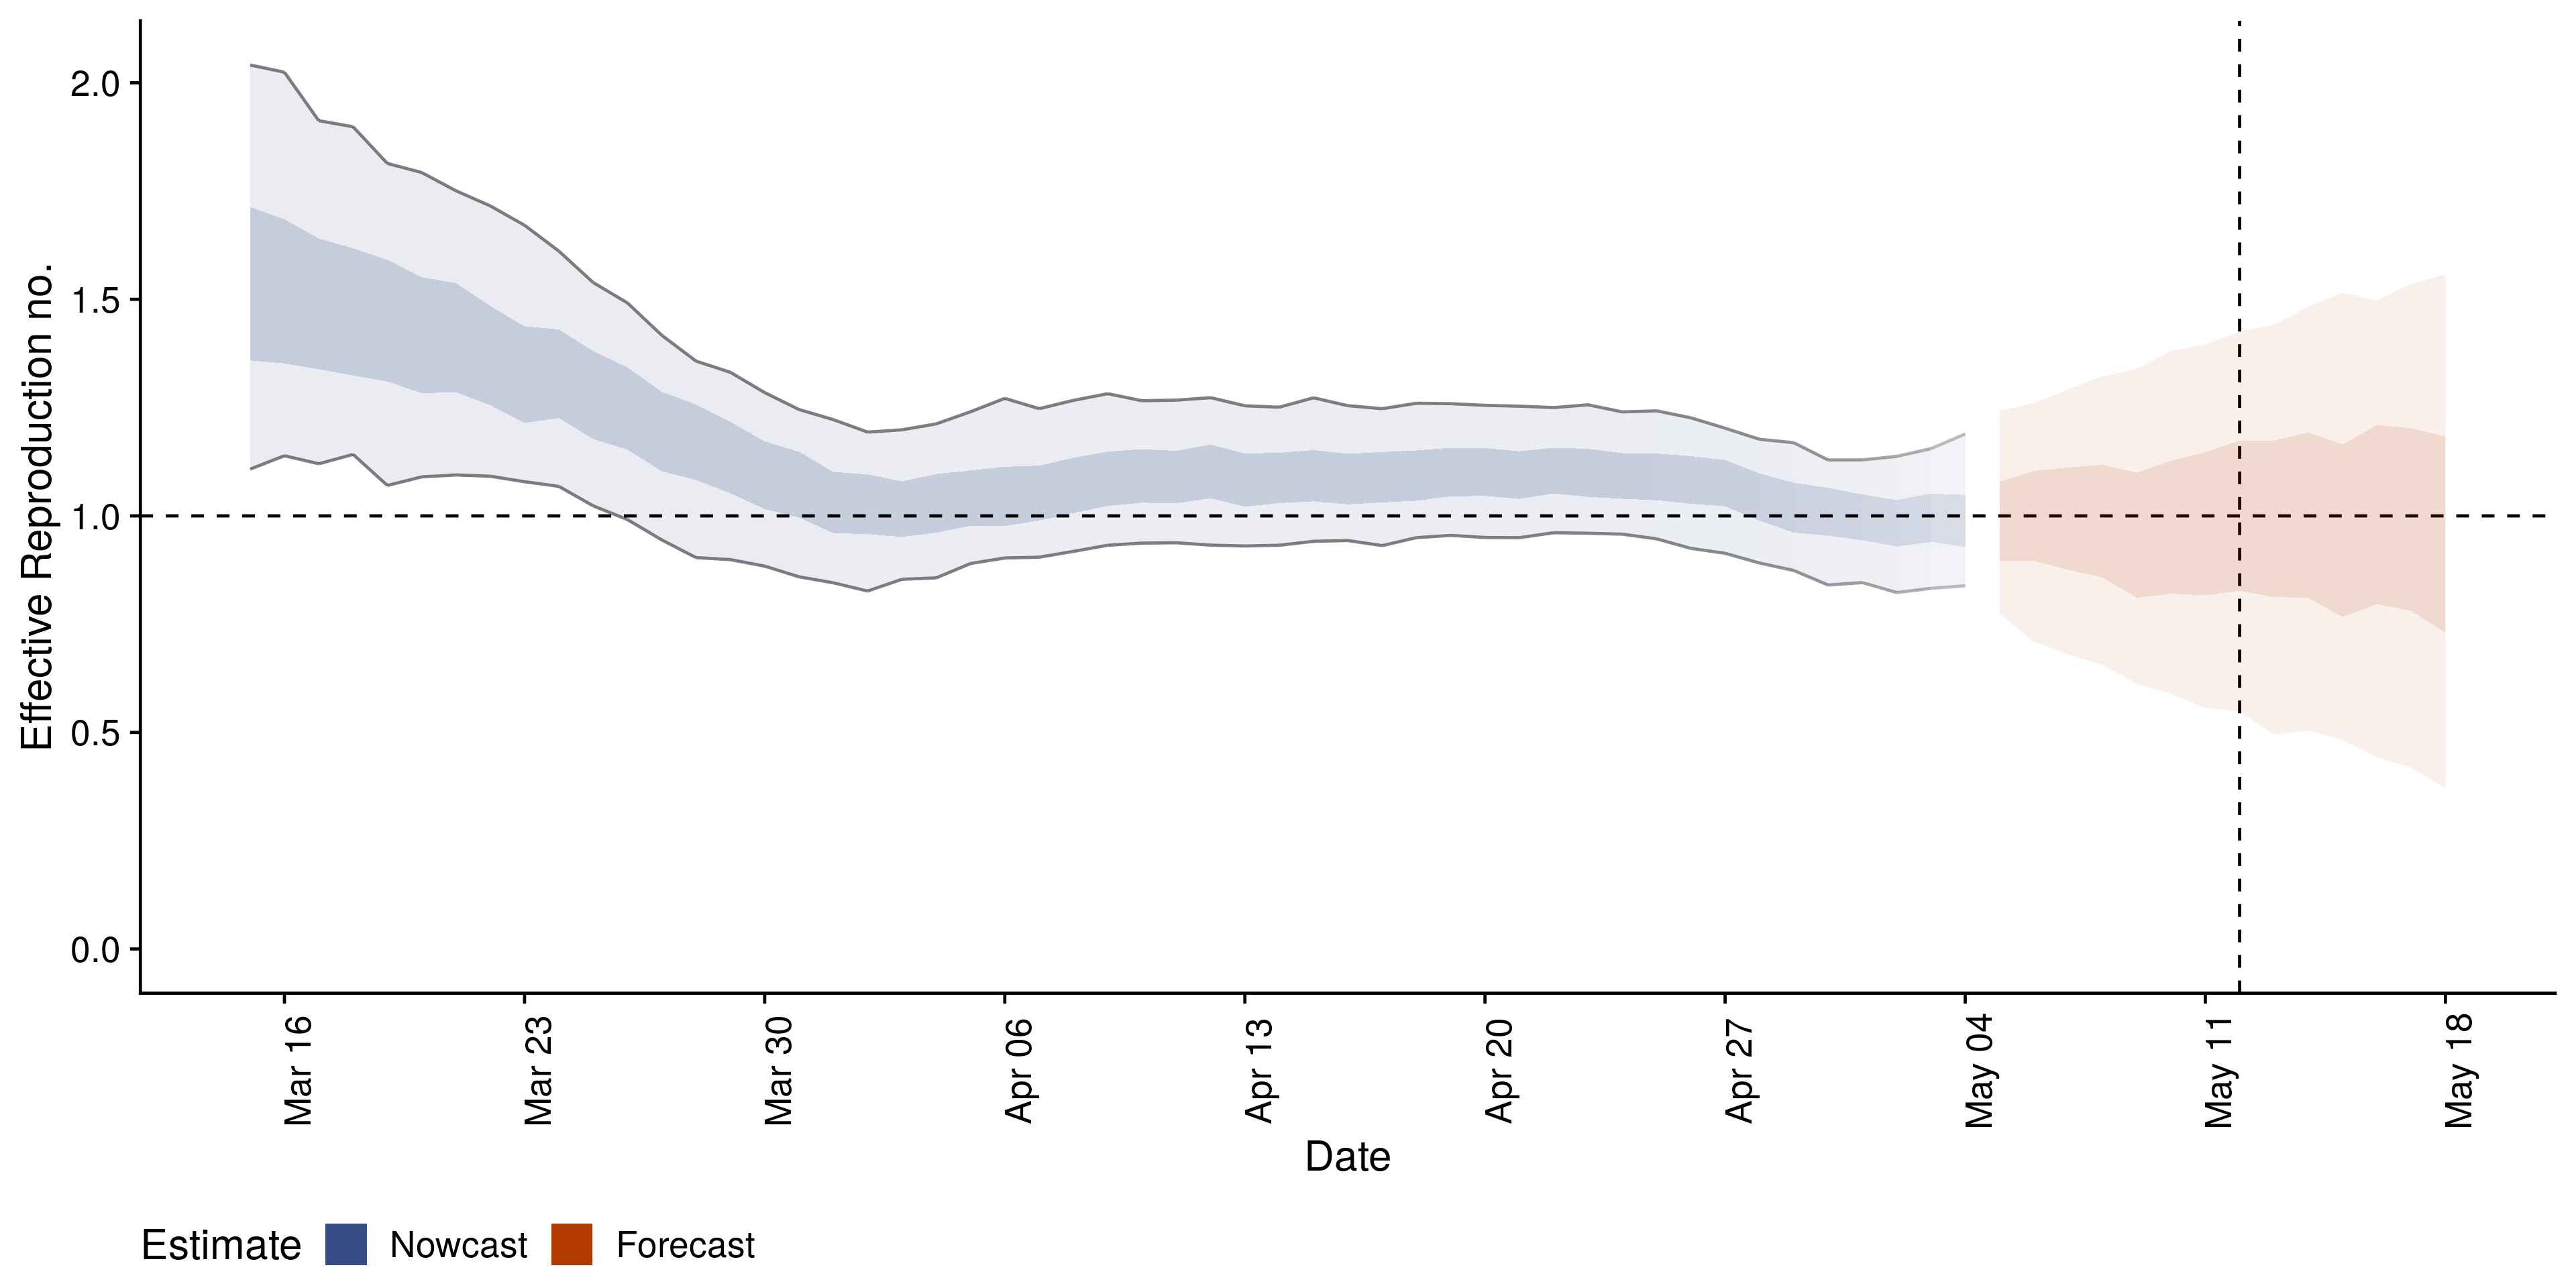 Effective Reproduction no.
2.0
1.5
1.0
0.5
0.0
Mar 16
Mar 23
Mar 30
Apr 06
Apr 13
Apr 20
Apr 27
May 04
May 11
May 18
Date
Estimate Nowcast Forecast